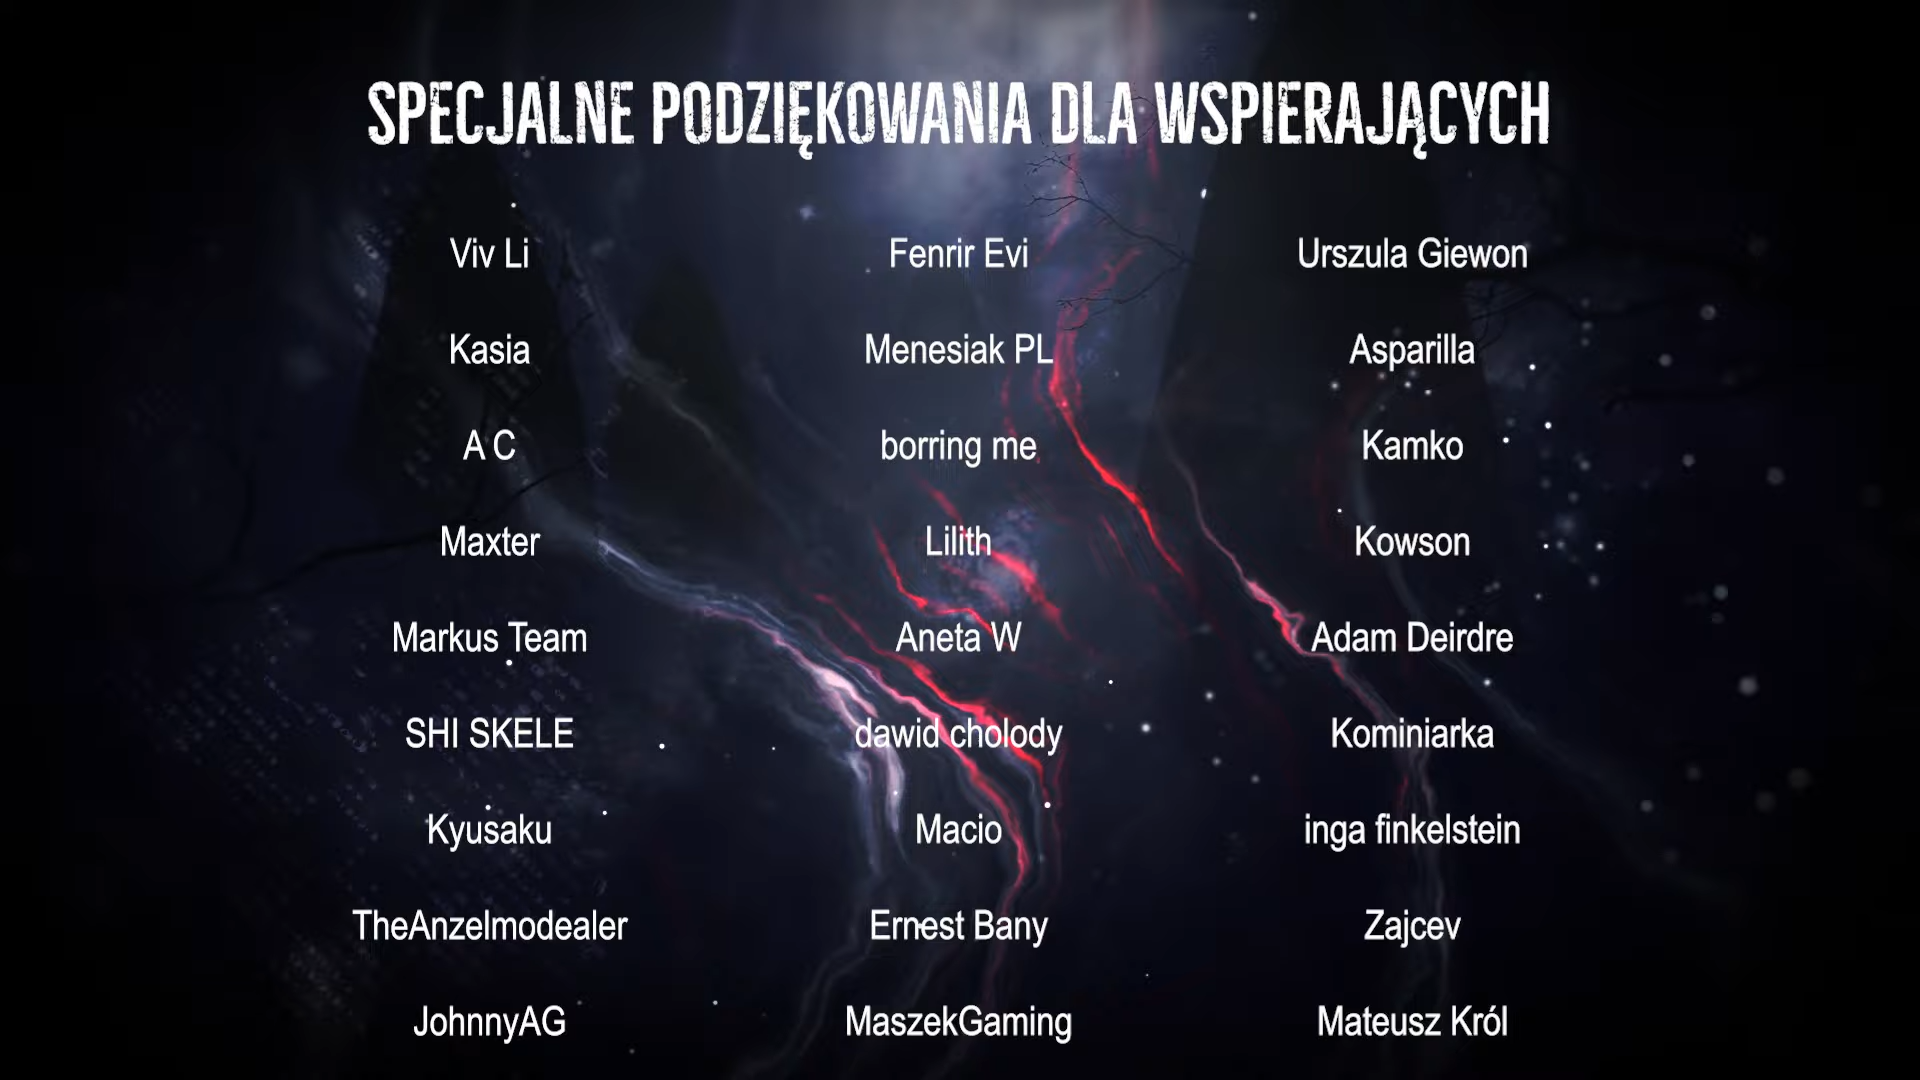 SPECJALNE PODZIĘKOWANIA DLA WSPIERAJĄCYCH
Viv Li Fenrir Evi Urszula Giewon
Kasia Menesiak PL Asparilla
A C borring me Kamko
Maxter Lilith Kowson
Markus Team Aneta W Adam Deirdre
SHI SKELE dawid cholody Kominiarka
Kyusaku Macio inga finkelstein
TheAnzelmodealer Ernest Bany Zajcev
JohnnyAG MaszekGaming Mateusz Król